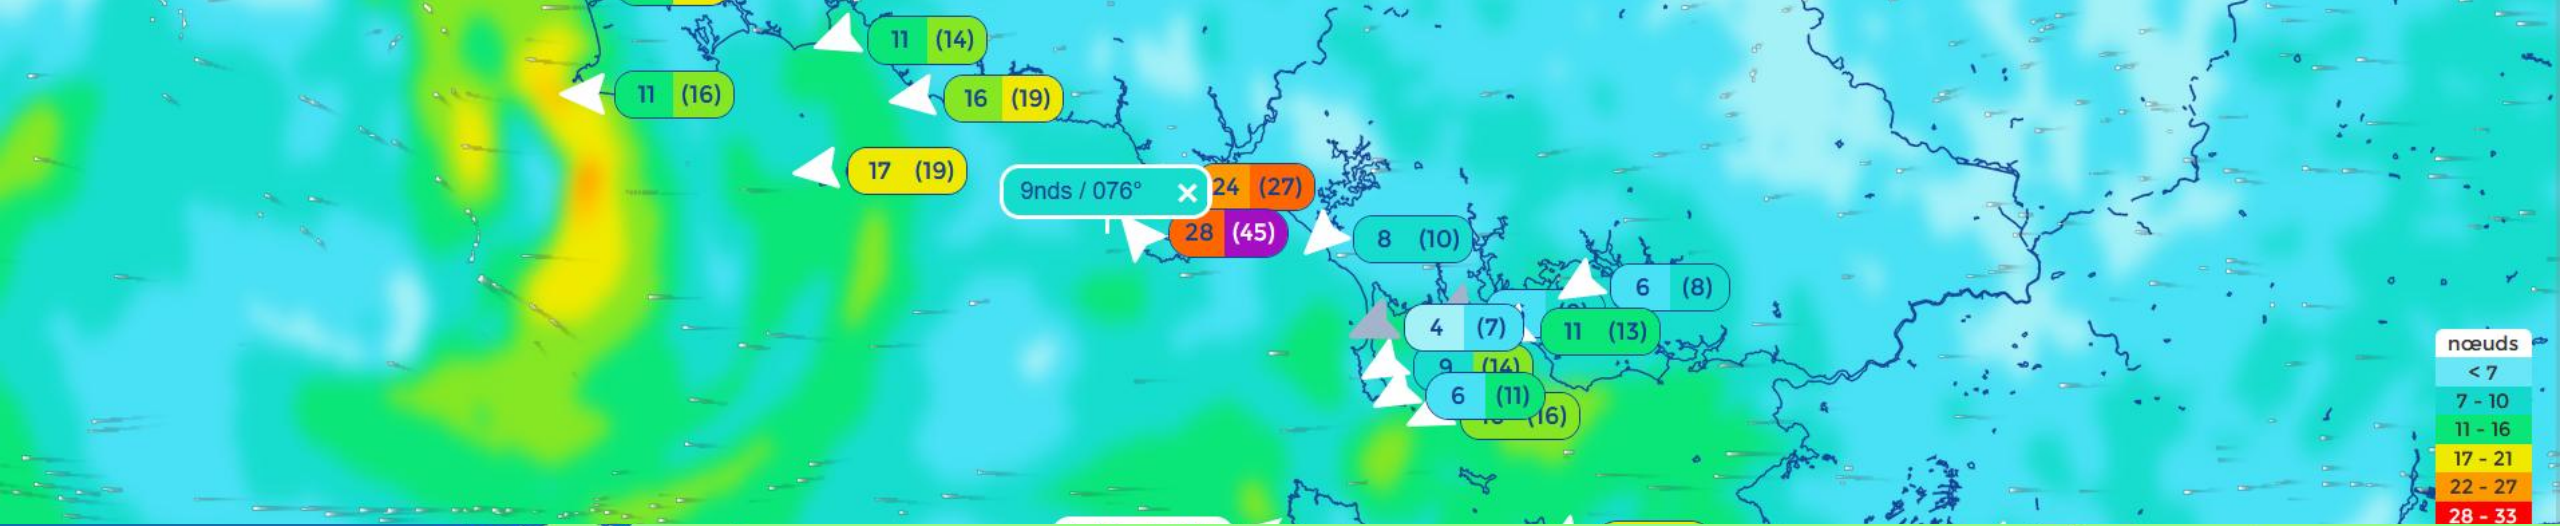 11 (14)
11 (16)
16 (19)
17 (19)
9nds / 076° ×
24 (27)
28 (45)
8 (10)
6 (8)
4 (7)
11 (13)
9 (14)
6 (11)
(16)
nœuds
< 7
7 - 10
11 - 16
17 - 21
22 - 27
28 - 33